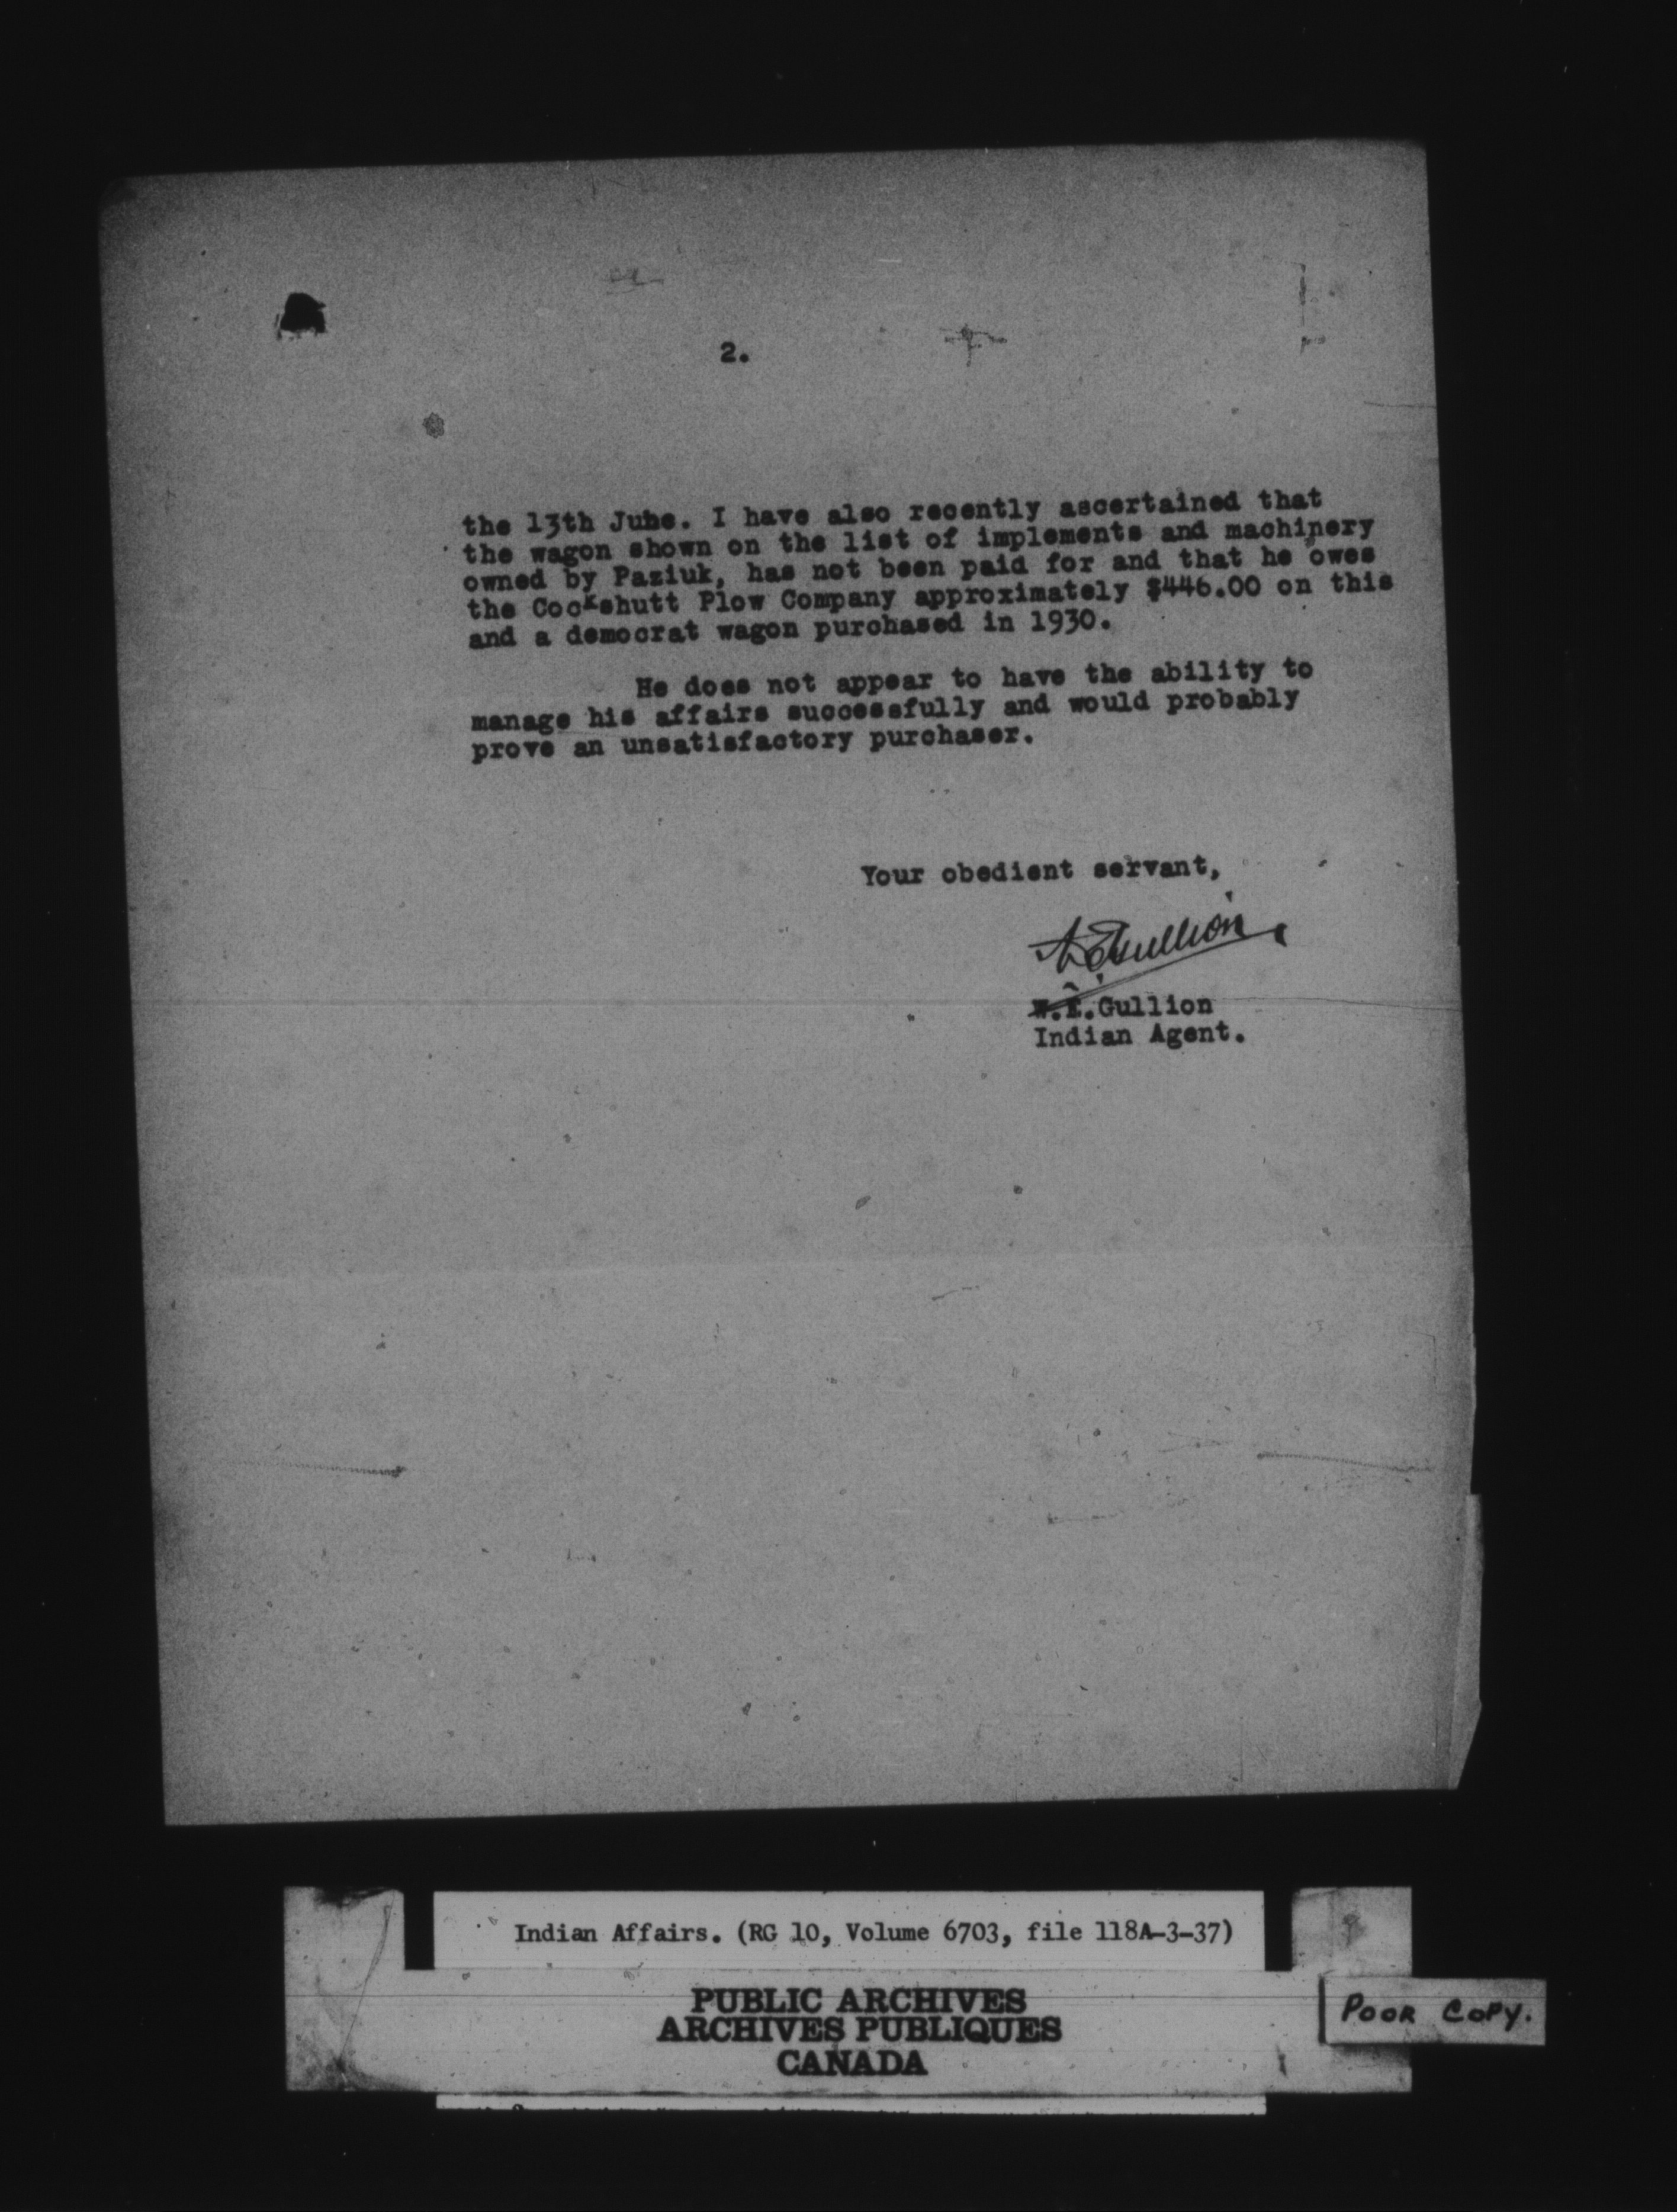 2.
the 13th June. I have also recently ascertained that
the wagon shown on the list of implements and machinery
owned by Paziuk, has not been paid for and that he owes
the Cockshutt Plow Company approximately $446.00 on this
and a democrat wagon purchased in 1930.
He does not appear to have the ability to
manage his affairs successfully and would probably
prove an unsatisfactory purchaser.
Your obedient servant,
Gullion
W.E.Gullion
Indian Agent.
Indian Affairs. (RG 10, Volume 6703, file 118A-3-37)
PUBLIC ARCHIVES
ARCHIVES PUBLIQUES
CANADA
POOR COPY.